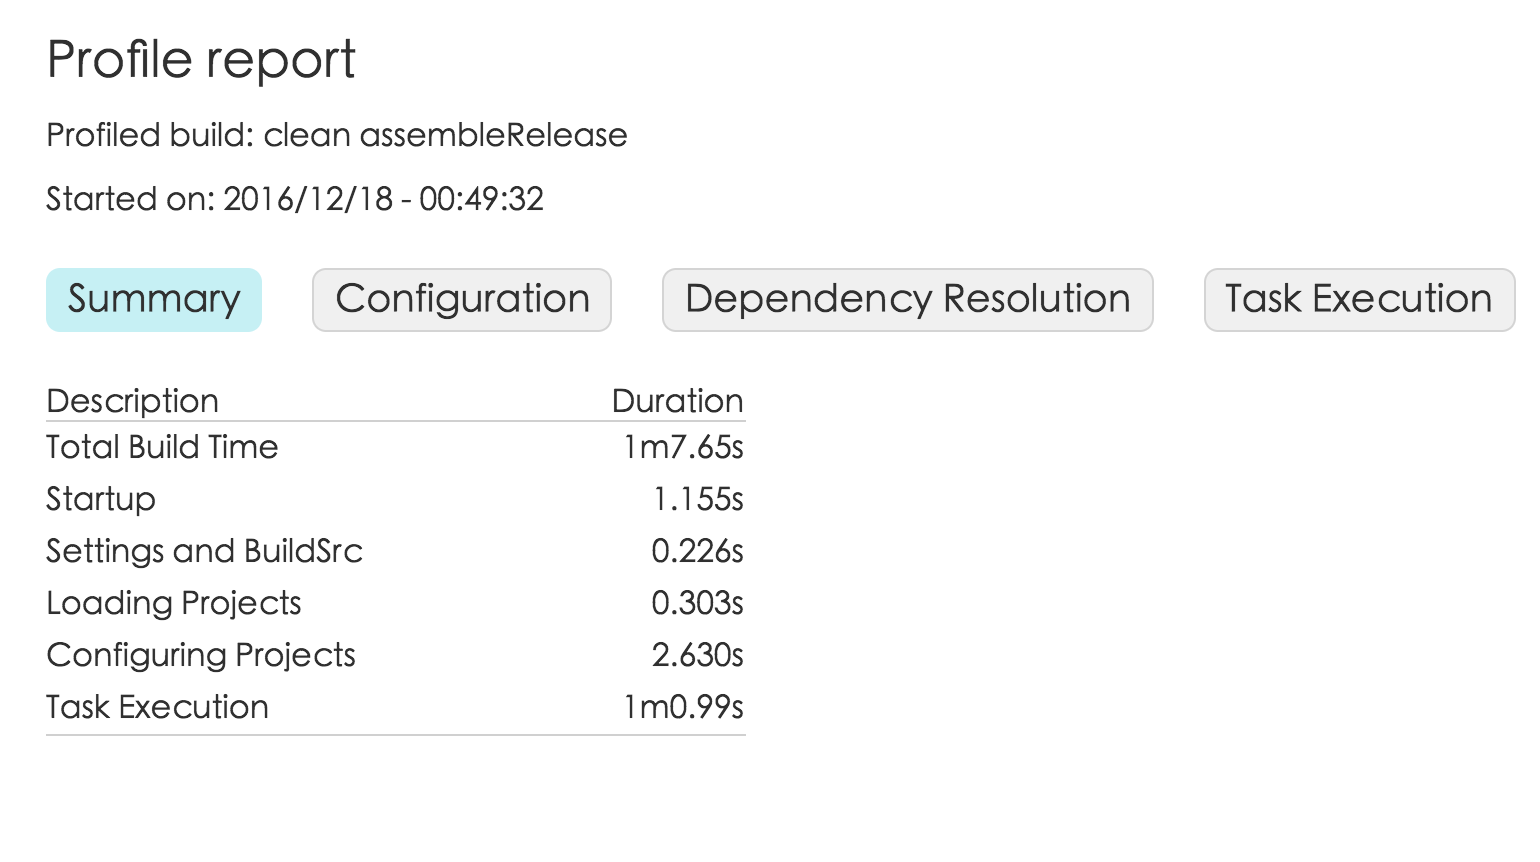 Profile report
Profiled build: clean assembleRelease
Started on: 2016/12/18 - 00:49:32
Summary Configuration Dependency Resolution Task Execution
Description Duration
Total Build Time 1m7.65s
Startup 1.155s
Settings and BuildSrc 0.226s
Loading Projects 0.303s
Configuring Projects 2.630s
Task Execution 1m0.99s